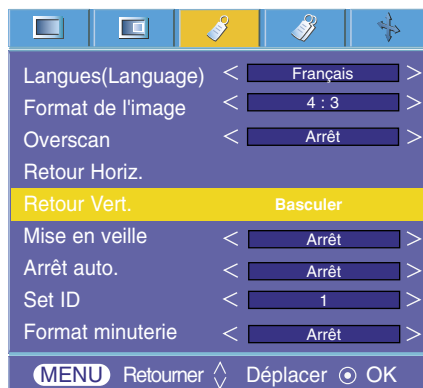 Langues(Language) < Français >
Format de l'image < 4 : 3 >
Overscan < Arrêt >
Retour Horiz.
Retour Vert. Basculer
Mise en veille < Arrêt >
Arrêt auto. < Arrêt >
Set ID < 1 >
Format minuterie < Arrêt >
MENU Retourner Déplacer OK